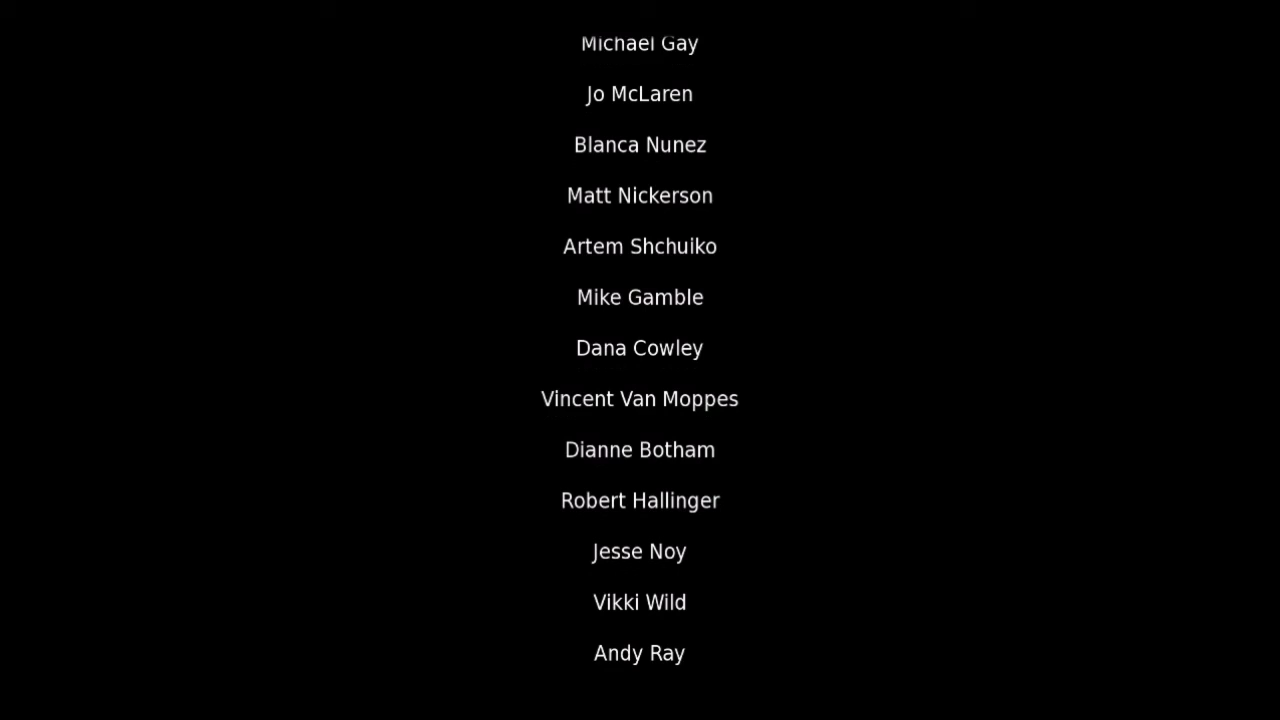 Michael Gay
Jo McLaren
Blanca Nunez
Matt Nickerson
Artem Shchuiko
Mike Gamble
Dana Cowley
Vincent Van Moppes
Dianne Botham
Robert Hallinger
Jesse Noy
Vikki Wild
Andy Ray